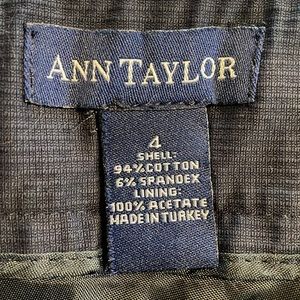 ANN TAYLOR
4
SHELL:
94% COTTON
6% SPANDEX
LINING:
100% ACETATE
MADE IN TURKEY